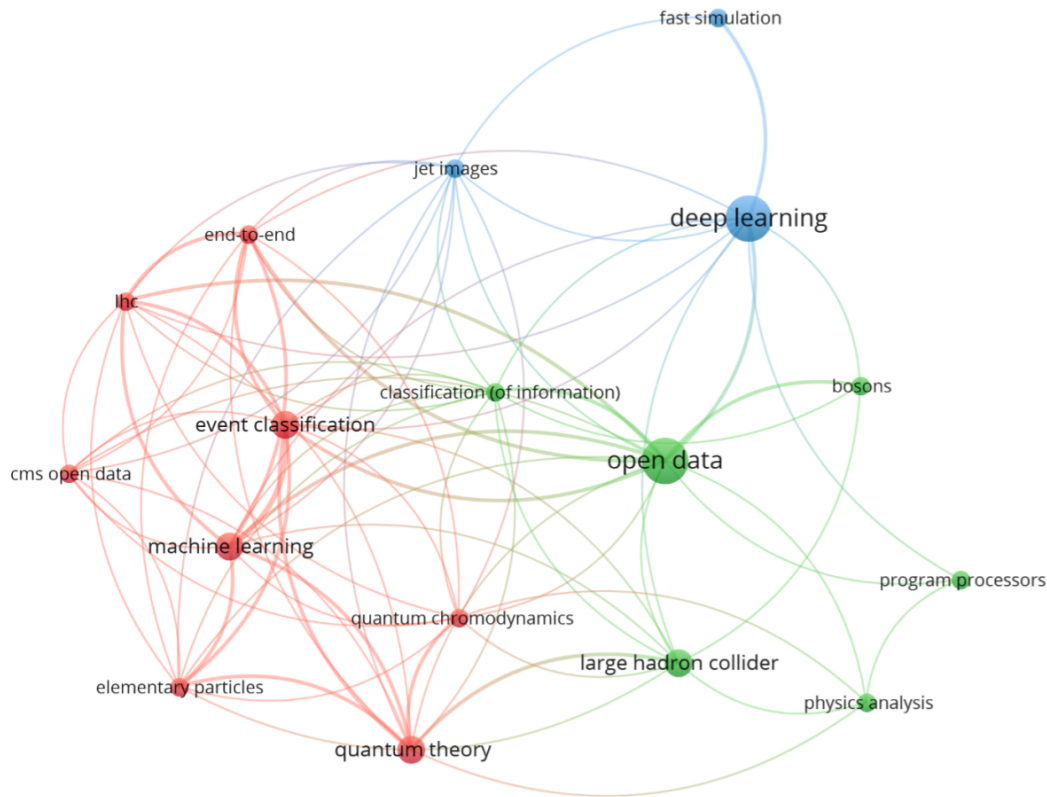 fast simulation
jet images
deep learning
end-to-end
lhc
classification (of information)
bosons
event classification
open data
cms open data
machine learning
program processors
quantum chromodynamics
large hadron collider
elementary particles
physics analysis
quantum theory